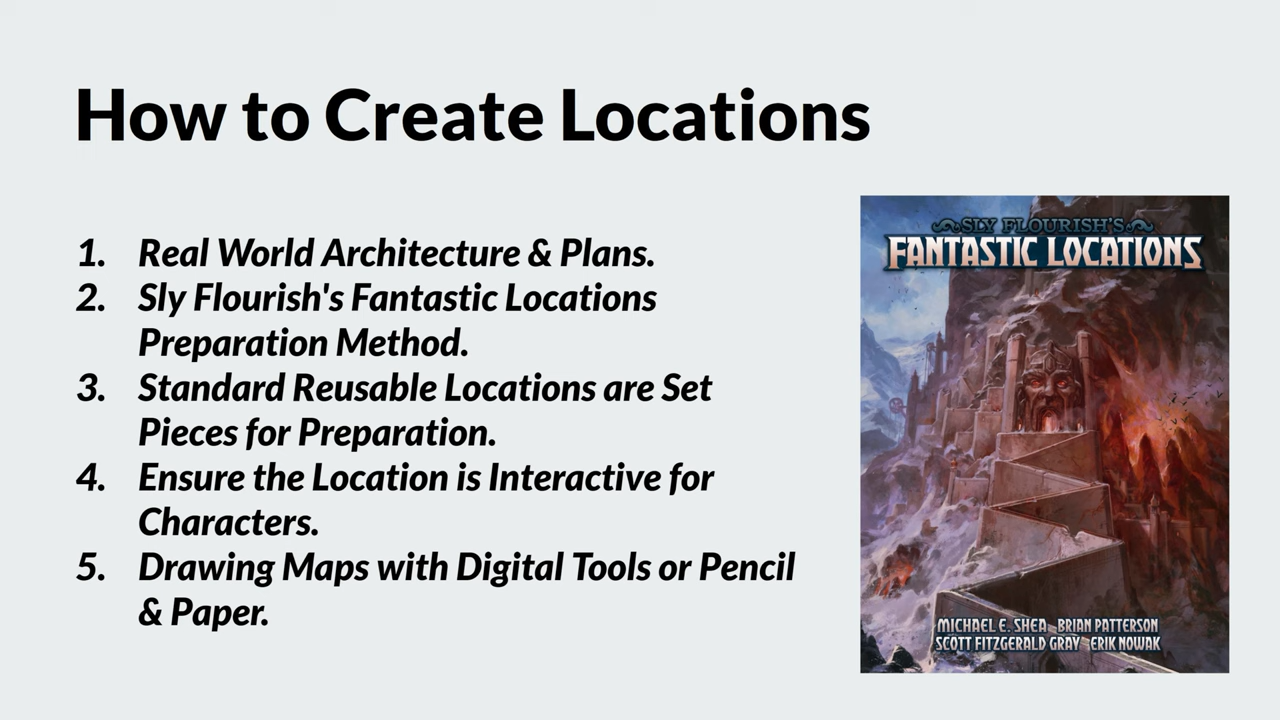 How to Create Locations
1. Real World Architecture & Plans.
2. Sly Flourish's Fantastic Locations
Preparation Method.
3. Standard Reusable Locations are Set
Pieces for Preparation.
4. Ensure the Location is Interactive for
Characters.
5. Drawing Maps with Digital Tools or Pencil
& Paper.
SLY FLOURISH'S
FANTASTIC LOCATIONS
MICHAEL E. SHEA BRIAN PATTERSON
SCOTT FITZGERALD GRAY ERIK NOWAK